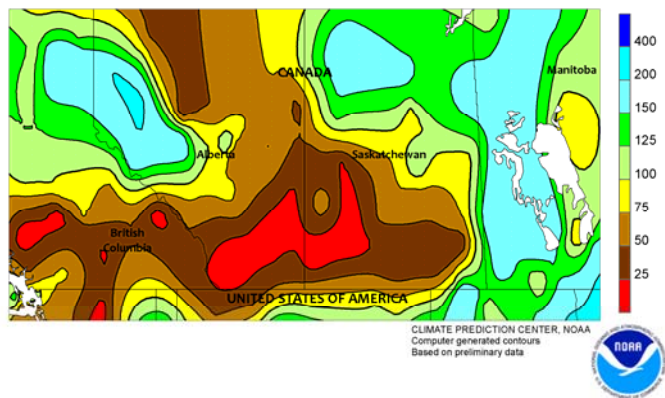 CANADA
Manitoba
Alberta
Saskatchewan
British
Columbia
UNITED STATES OF AMERICA
400
200
125
100
75
50
25
CLIMATE PREDICTION CENTER, NOAA
Computer generated contours
Based on preliminary data
NOAA